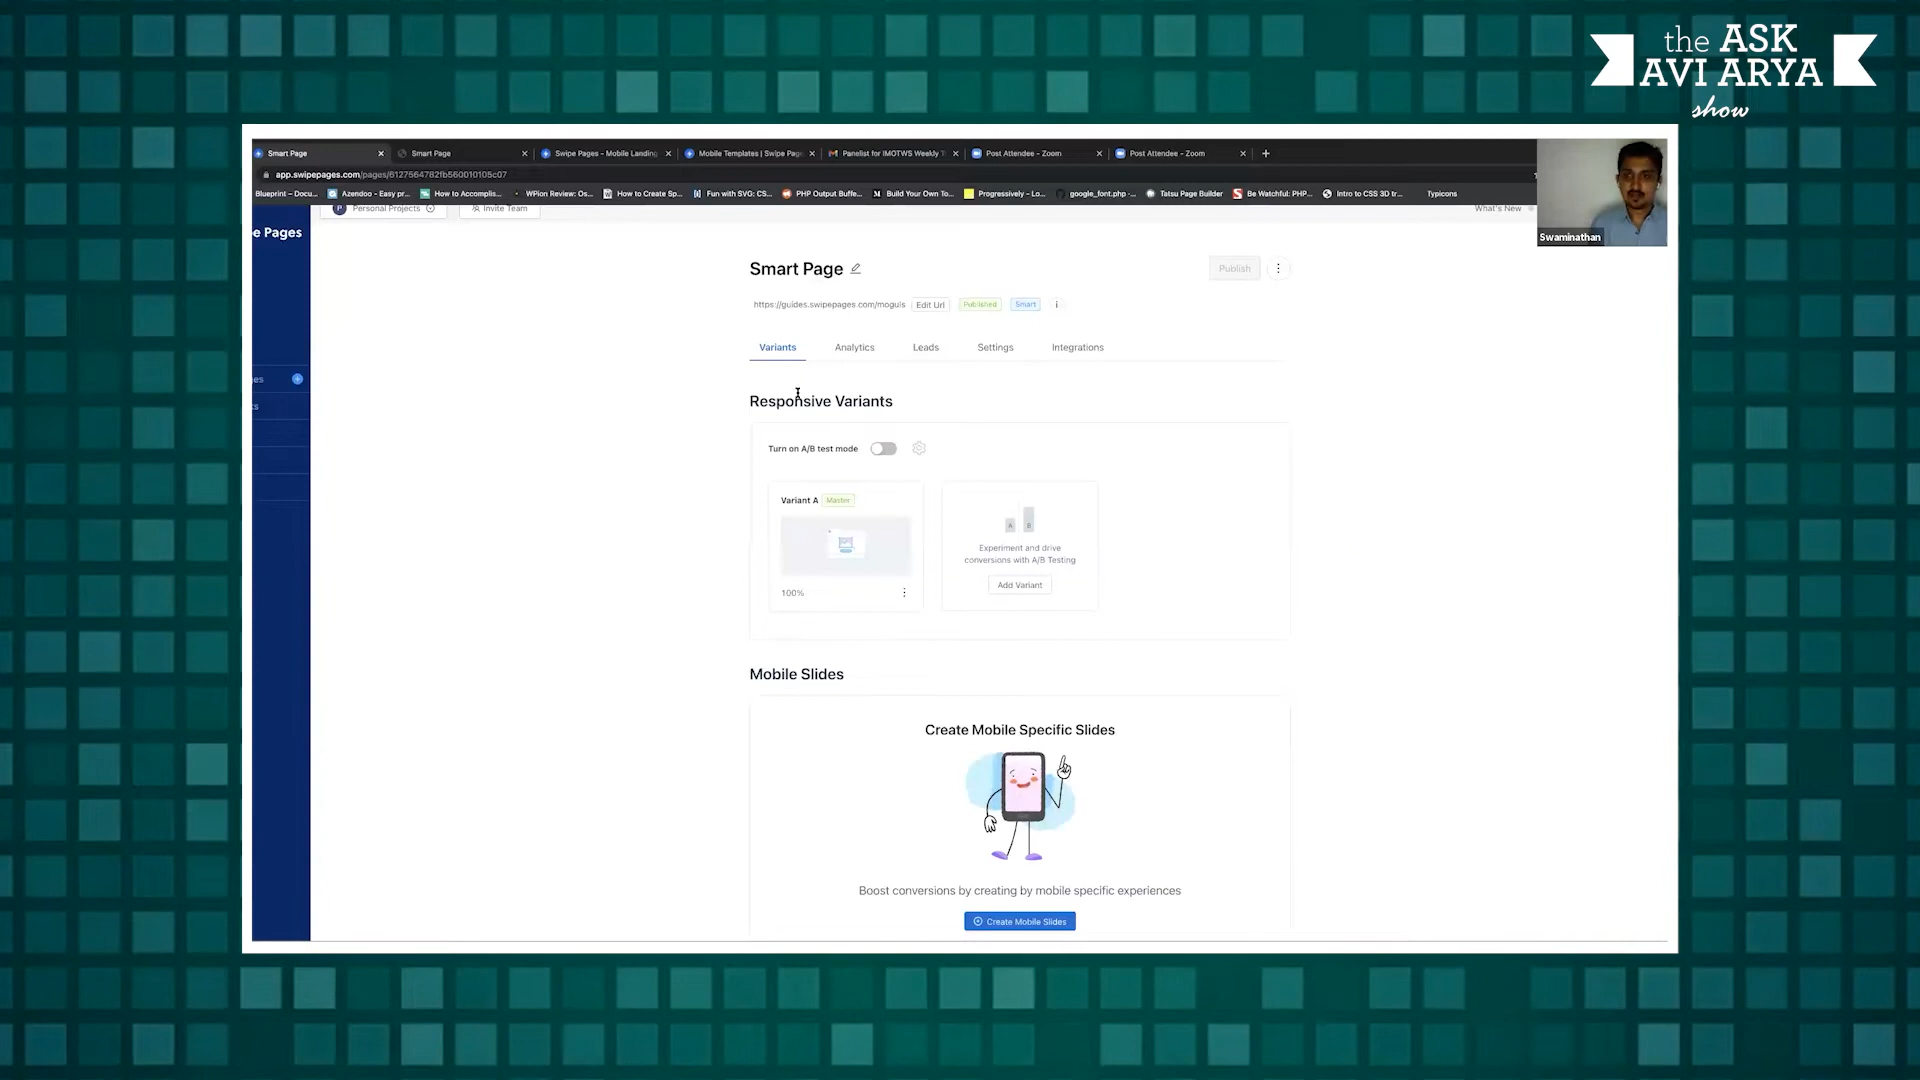 the ASK
AVI ARYA
show
Smart Page
Smart Page
Swipe Pages - Mobile Landing
Mobile Templates | Swipe Page
Panelist for IMOTWS Weekly T
Post Attendee - Zoom
Post Attendee - Zoom
app.swipepages.com/pages/6127564782fb560010105c07
Blueprint – Docu...
Azendoo - Easy pr...
How to Accomplis...
WPion Review: Os...
How to Create Sp...
Fun with SVG: CS...
PHP Output Buffe...
Build Your Own To...
Progressively – Lo...
google_font.php -...
Tatsu Page Builder
Be Watchful: PHP...
Intro to CSS 3D tr...
Typicons
Personal Projects
Invite Team
What's New
Swaminathan
e Pages
ges
ks
Smart Page
Publish
https://guides.swipepages.com/moguls
Edit Url
Published
Smart
i
Variants
Analytics
Leads
Settings
Integrations
Responsive Variants
Turn on A/B test mode
Variant A
Master
100%
A B
Experiment and drive
conversions with A/B Testing
Add Variant
Mobile Slides
Create Mobile Specific Slides
Boost conversions by creating by mobile specific experiences
Create Mobile Slides